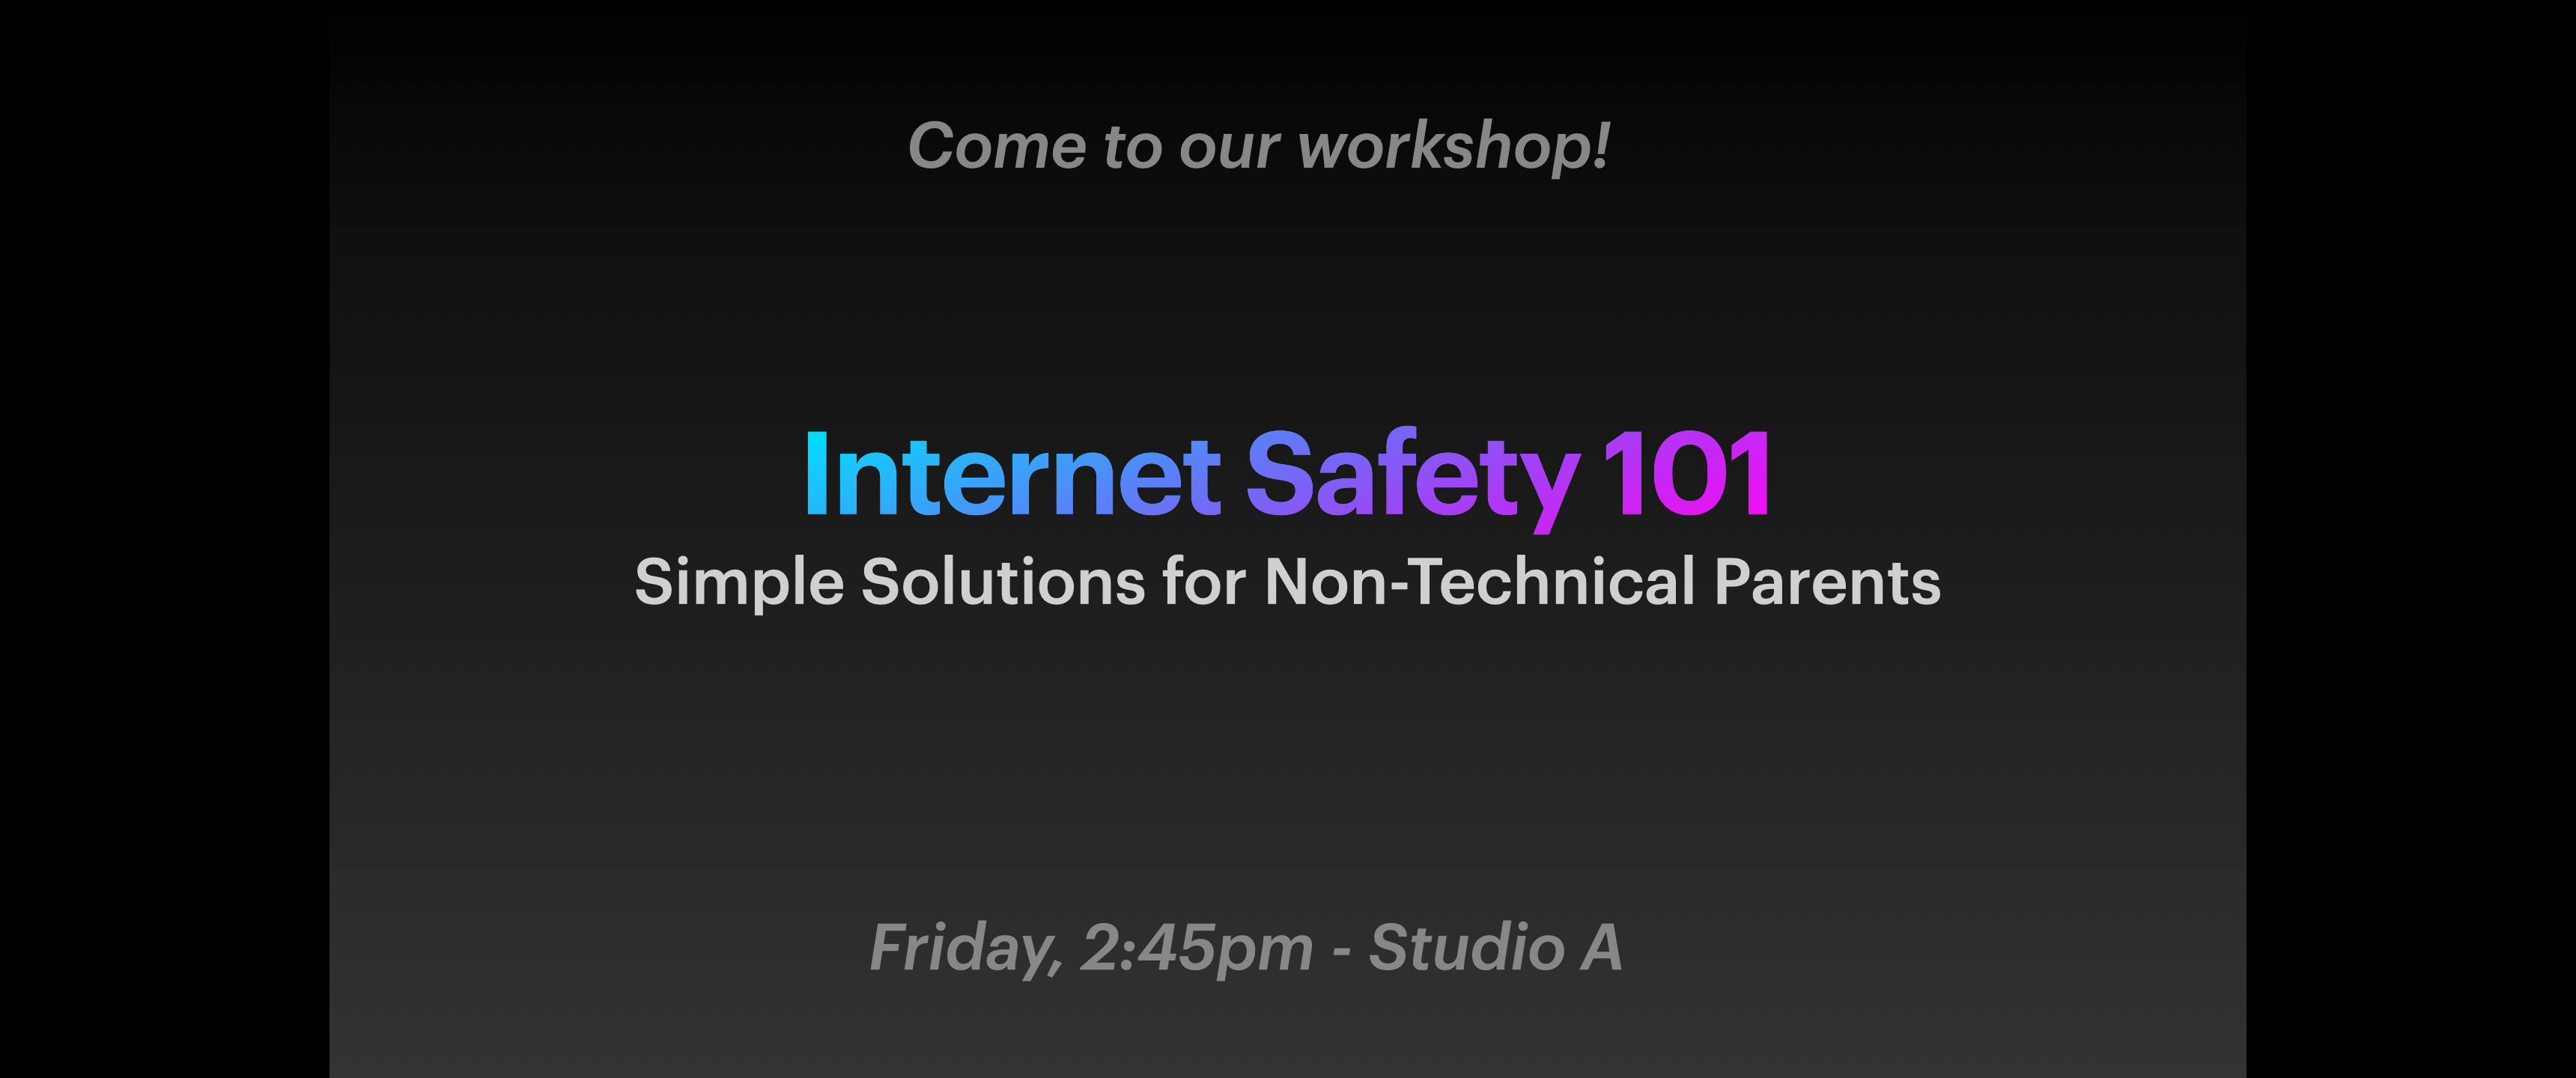 Come to our workshop!
Internet Safety 101
Simple Solutions for Non-Technical Parents
Friday, 2:45pm - Studio A